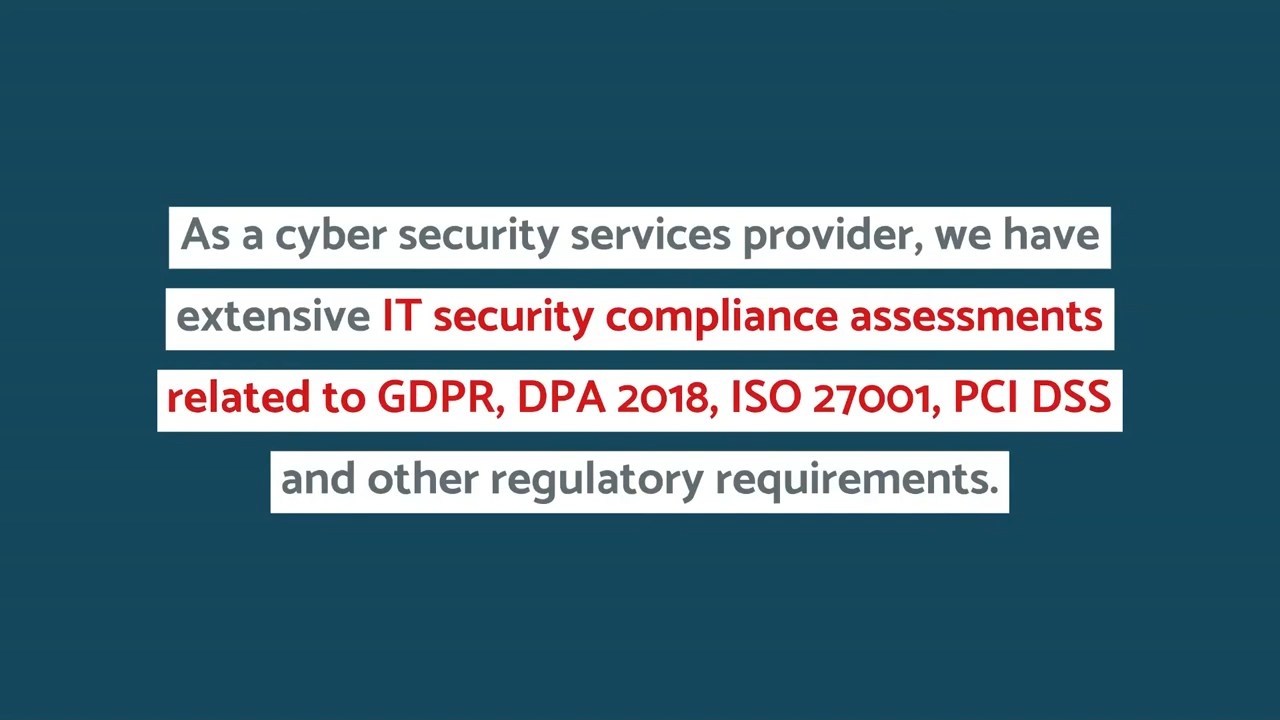 As a cyber security services provider, we have
extensive IT security compliance assessments
related to GDPR, DPA 2018, ISO 27001, PCI DSS
and other regulatory requirements.